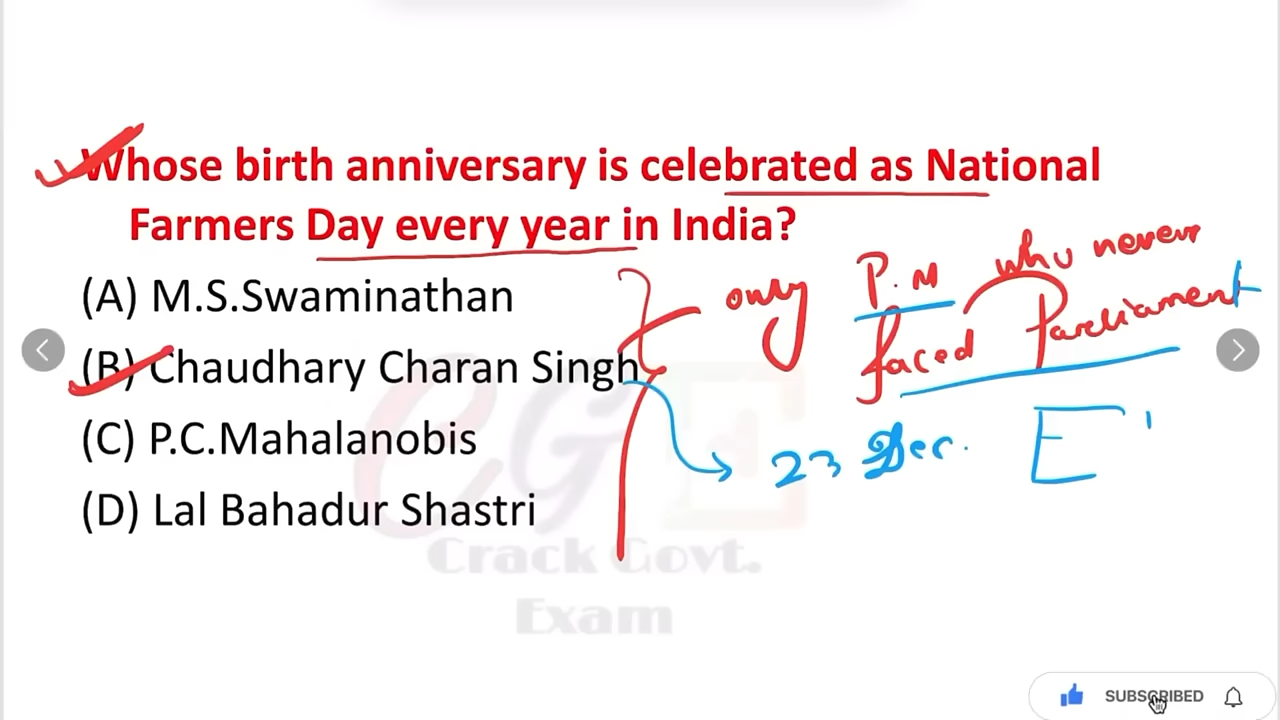 Whose birth anniversary is celebrated as National
Farmers Day every year in India?
(A) M.S.Swaminathan
(B) Chaudhary Charan Singh
(C) P.C.Mahalanobis
(D) Lal Bahadur Shastri
only P.M who never
faced Parliament
23 Dec.
E
Crack Govt.
Exam
SUBSCRIBED